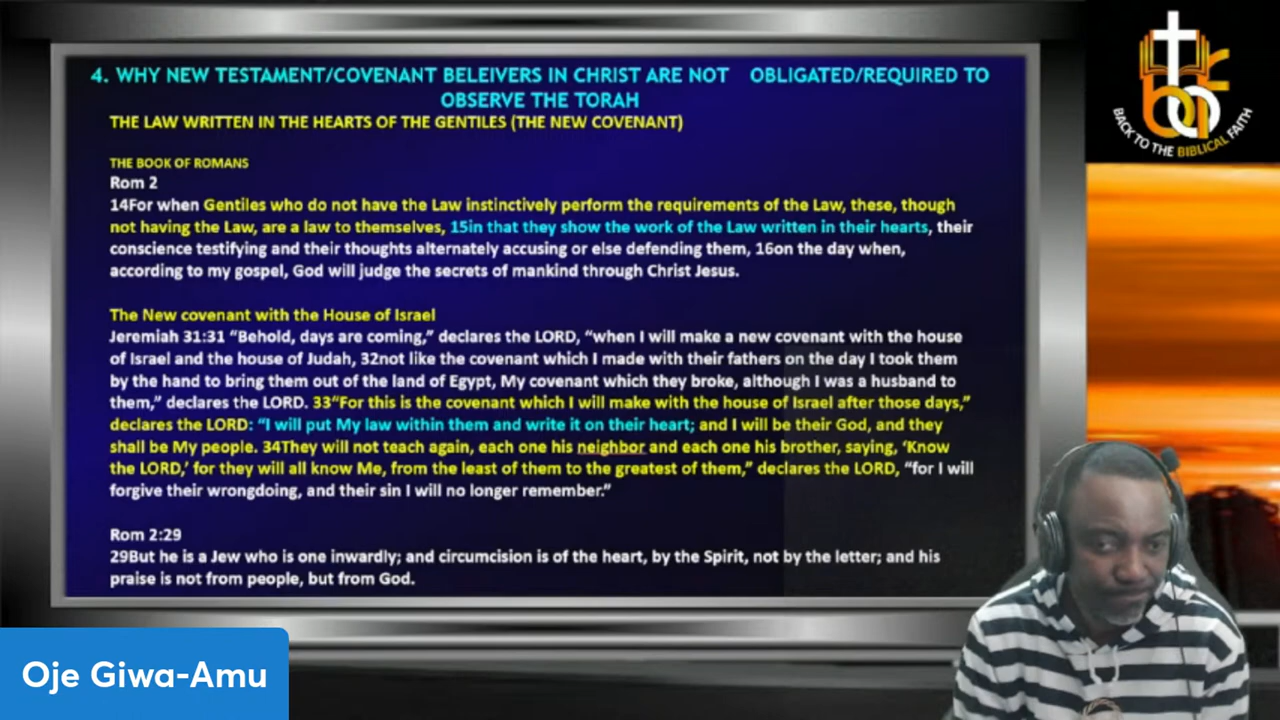 4. WHY NEW TESTAMENT/COVENANT BELEIVERS IN CHRIST ARE NOT OBLIGATED/REQUIRED TO
OBSERVE THE TORAH
THE LAW WRITTEN IN THE HEARTS OF THE GENTILES (THE NEW COVENANT)
THE BOOK OF ROMANS
Rom 2
14For when Gentiles who do not have the Law instinctively perform the requirements of the Law, these, though
not having the Law, are a law to themselves, 15in that they show the work of the Law written in their hearts, their
conscience testifying and their thoughts alternately accusing or else defending them, 16on the day when,
according to my gospel, God will judge the secrets of mankind through Christ Jesus.
The New covenant with the House of Israel
Jeremiah 31:31 “Behold, days are coming,” declares the LORD, “when I will make a new covenant with the house
of Israel and the house of Judah, 32not like the covenant which I made with their fathers on the day I took them
by the hand to bring them out of the land of Egypt, My covenant which they broke, although I was a husband to
them,” declares the LORD. 33“For this is the covenant which I will make with the house of Israel after those days,”
declares the LORD: “I will put My law within them and write it on their heart; and I will be their God, and they
shall be My people. 34They will not teach again, each one his neighbor and each one his brother, saying, ‘Know
the LORD,’ for they will all know Me, from the least of them to the greatest of them,” declares the LORD, “for I will
forgive their wrongdoing, and their sin I will no longer remember.”
Rom 2:29
29But he is a Jew who is one inwardly; and circumcision is of the heart, by the Spirit, not by the letter; and his
praise is not from people, but from God.
BACK TO THE BIBLICAL FAITH
Oje Giwa-Amu